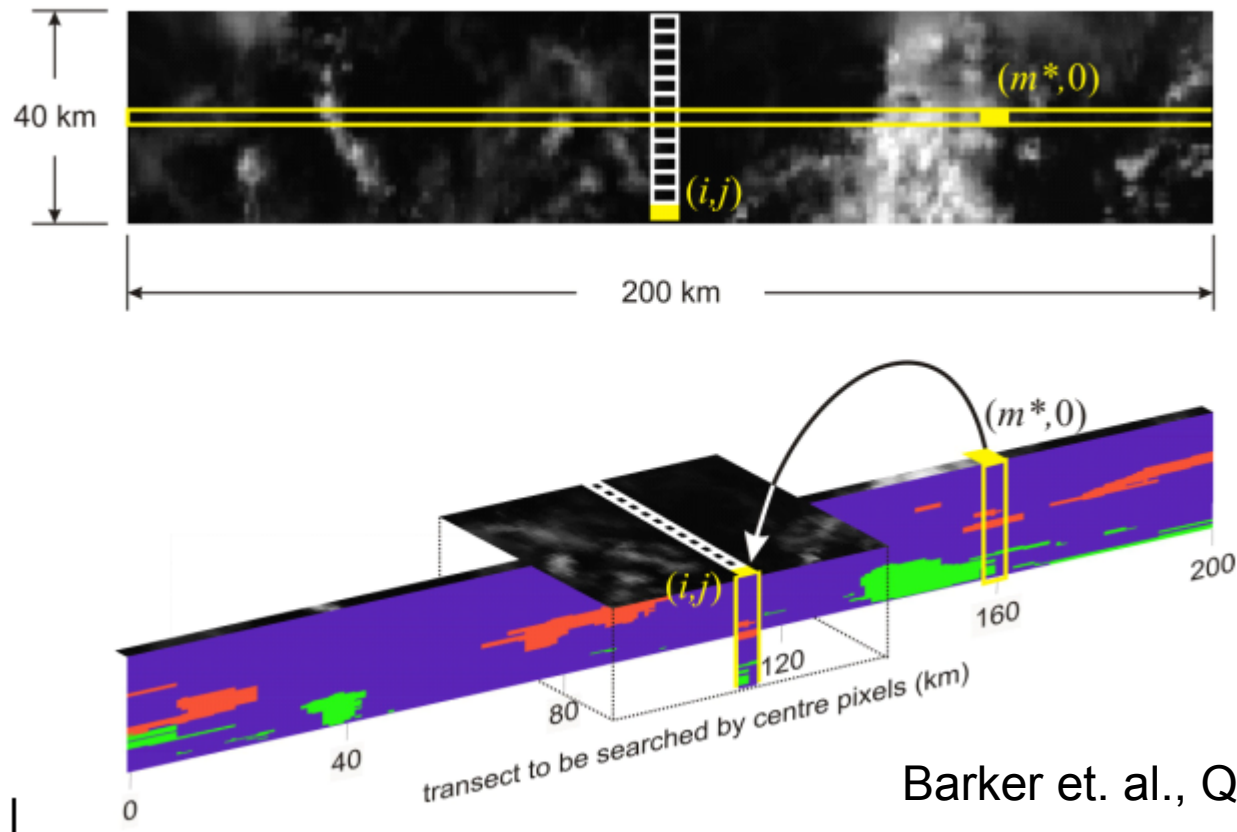 (m*,0)
40 km
(i,j)
200 km
(m*,0)
(i,j)
200
160
120
80
40
0
transect to be searched by centre pixels (km)
Barker et. al., Q